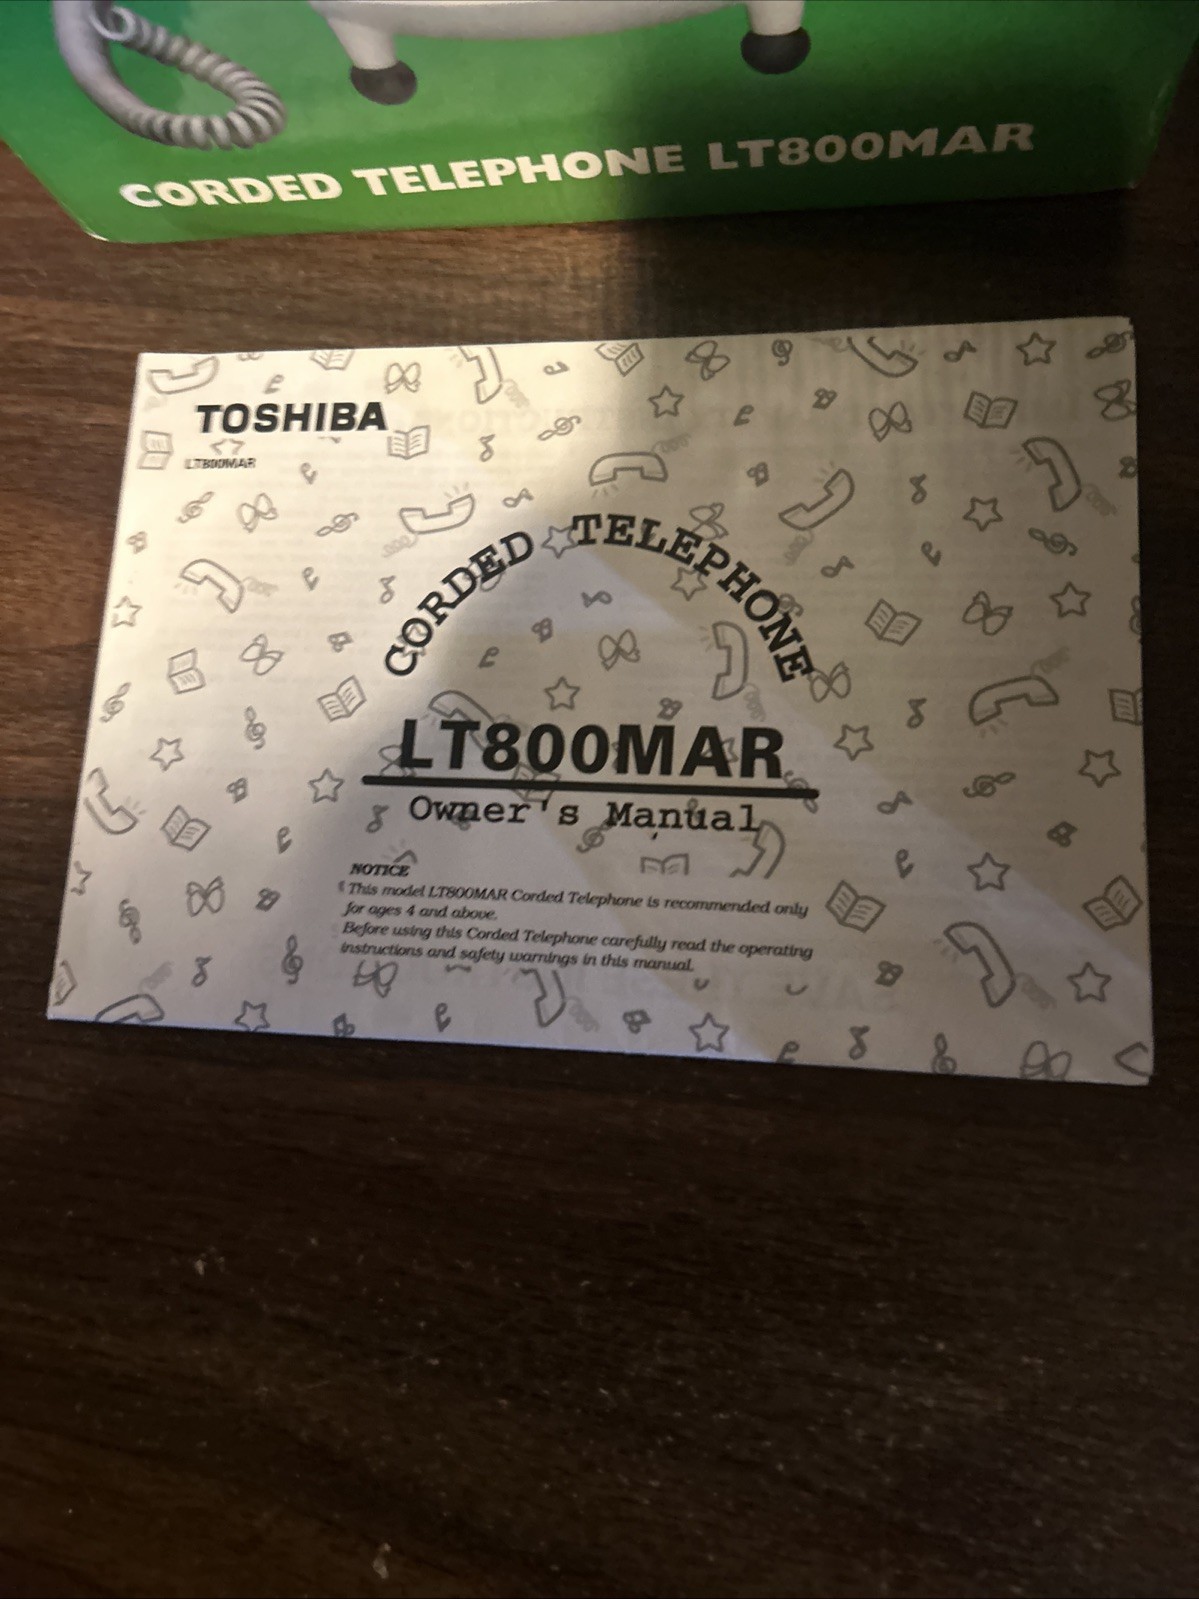 CORDED TELEPHONE LT800MAR
TOSHIBA
LT800MAR
CORDED TELEPHONE
LT800MAR
Owner's Manual
NOTICE
This model LT800MAR Corded Telephone is recommended only
for ages 4 and above.
Before using this Corded Telephone carefully read the operating
instructions and safety warnings in this manual.